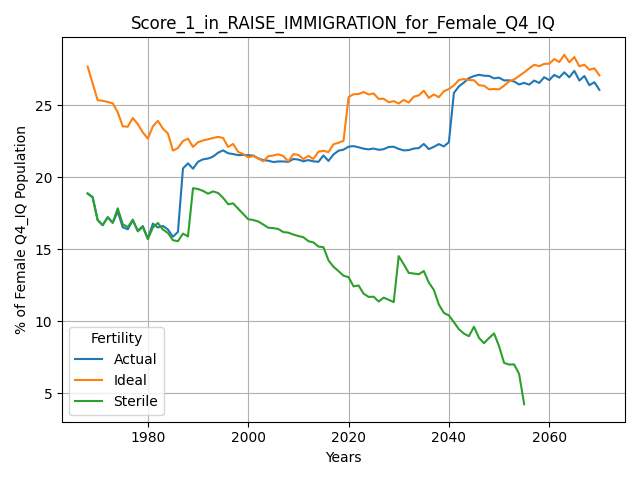 Score_1_in_RAISE_IMMIGRATION_for_Female_Q4_IQ
% of Female Q4_IQ Population
25
20
15
10
5
Fertility
Actual
Ideal
Sterile
1980 2000 2020 2040 2060
Years